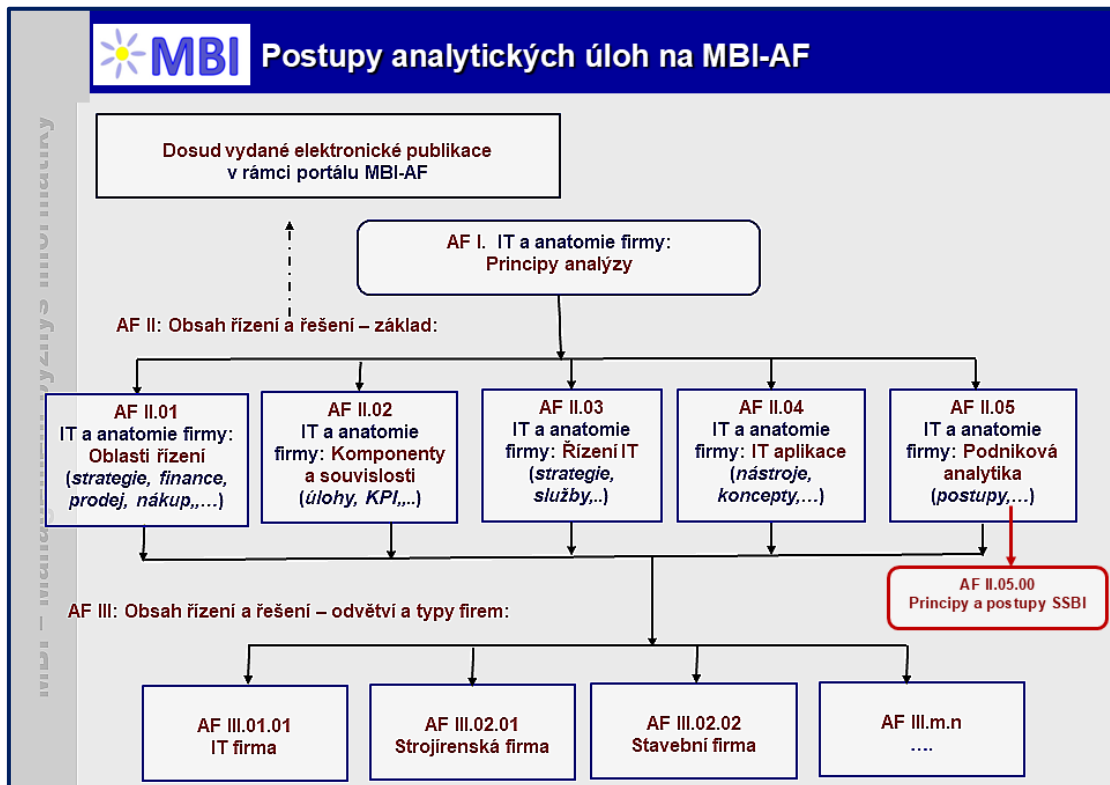 MBI
Postupy analytických úloh na MBI-AF
MBI – Management byznys informatiky
Dosud vydané elektronické publikace
v rámci portálu MBI-AF
AF I. IT a anatomie firmy:
Principy analýzy
AF II: Obsah řízení a řešení – základ:
AF II.01
IT a anatomie firmy:
Oblasti řízení
(strategie, finance,
prodej, nákup,,…)
AF II.02
IT a anatomie
firmy: Komponenty
a souvislosti
(úlohy, KPI,,..)
AF II.03
IT a anatomie
firmy: Řízení IT
(strategie,
služby,..)
AF II.04
IT a anatomie
firmy: IT aplikace
(nástroje,
koncepty,…)
AF II.05
IT a anatomie
firmy: Podniková
analytika
(postupy,…)
AF II.05.00
Principy a postupy SSBI
AF III: Obsah řízení a řešení – odvětví a typy firem:
AF III.01.01
IT firma
AF III.02.01
Strojírenská firma
AF III.02.02
Stavební firma
AF III.m.n
….